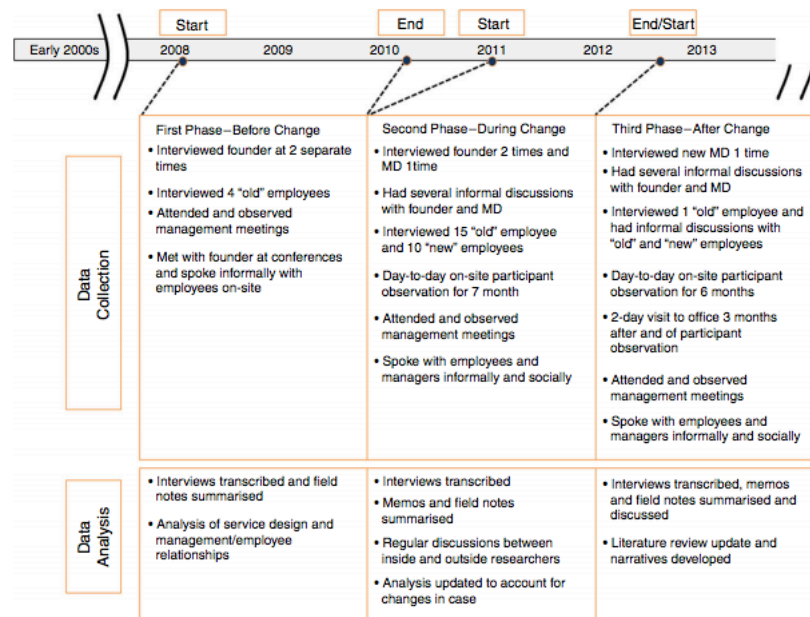 Start
End
Start
End/Start
Early 2000s
2008
2009
2010
2011
2012
2013
Data
Collection
First Phase–Before Change
• Interviewed founder at 2 separate
times
• Interviewed 4 “old” employees
• Attended and observed
management meetings
• Met with founder at conferences
and spoke informally with
employees on-site
Second Phase–During Change
• Interviewed founder 2 times and
MD 1time
• Had several informal discussions
with founder and MD
• Interviewed 15 “old” employee
and 10 “new” employees
• Day-to-day on-site participant
observation for 7 month
• Attended and observed
management meetings
• Spoke with employees and
managers informally and socially
Third Phase–After Change
• Interviewed new MD 1 time
• Had several informal discussions
with founder and MD
• Interviewed 1 “old” employee and
had informal discussions with
“old” and “new” employees
• Day-to-day on-site participant
observation for 6 months
• 2-day visit to office 3 months
after and of participant
observation
• Attended and observed
management meetings
• Spoke with employees and
managers informally and socially
Data
Analysis
• Interviews transcribed and field
notes summarised
• Analysis of service design and
management/employee
relationships
• Interviews transcribed
• Memos and field notes
summarised
• Regular discussions between
inside and outside researchers
• Analysis updated to account for
changes in case
• Interviews transcribed, memos
and field notes summarised and
discussed
• Literature review update and
narratives developed